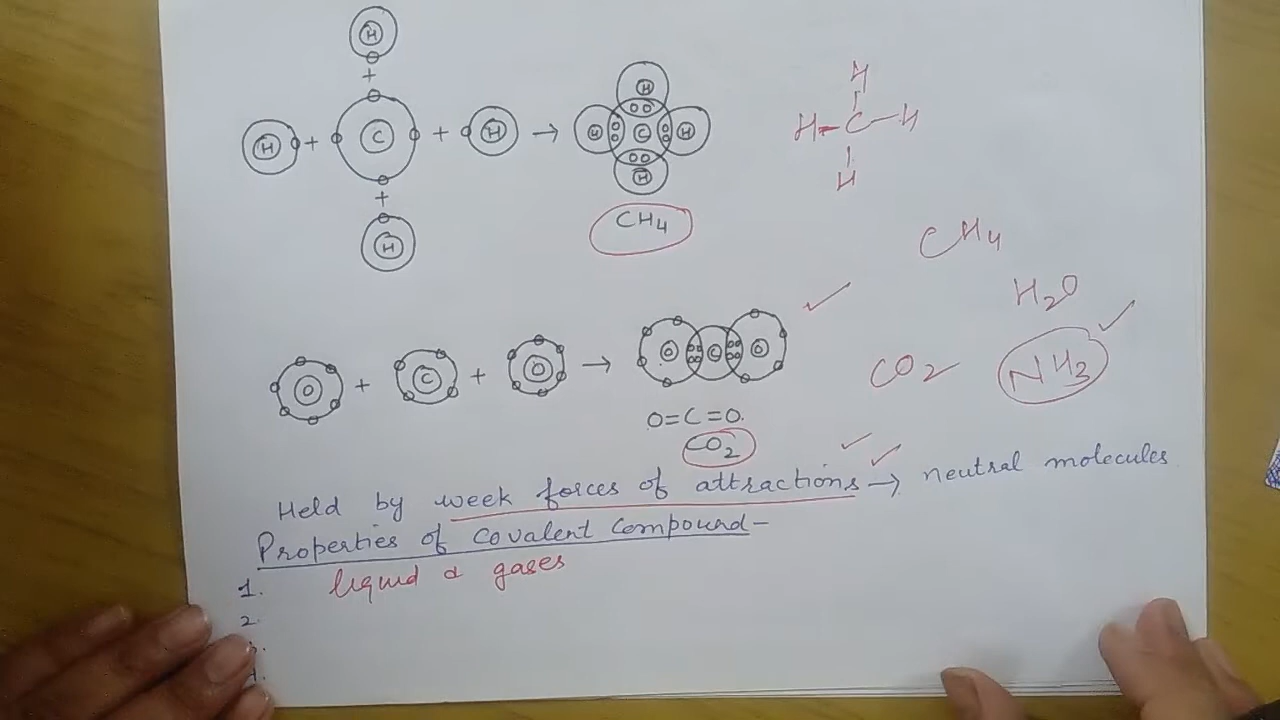 H
+
H + C + H → H H C H H
+
H
CH4
H
H-C-H
H
CH4
H2O
CO2 NH3
O + C + O → O C O
O=C=O.
CO2
Held by week forces of attractions → neutral molecules.
Properties of Covalent Compound-
1. liquid & gases
2.
3.
4.